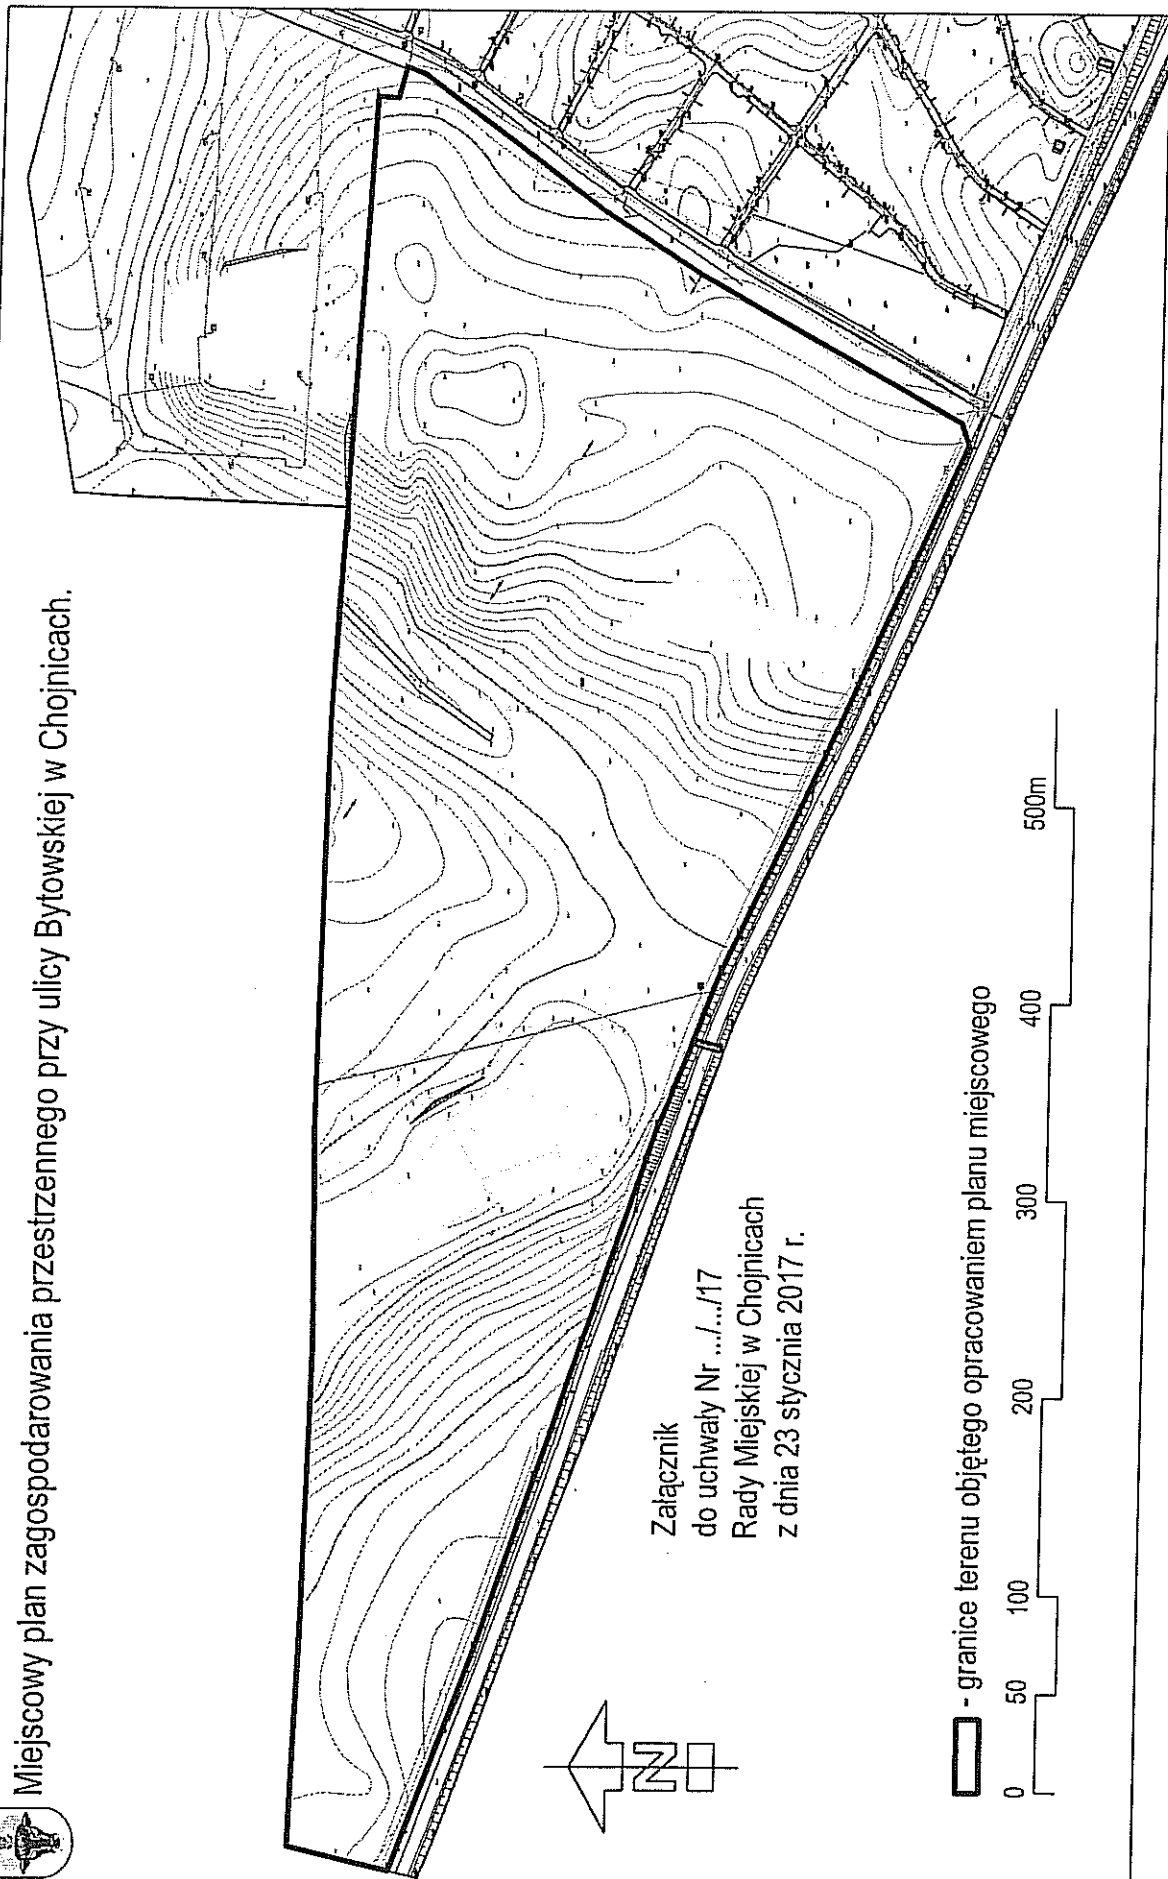 Miejscowy plan zagospodarowania przestrzennego przy ulicy Bytowskiej w Chojnicach.
Załącznik
do uchwały Nr .../.../17
Rady Miejskiej w Chojnicach
z dnia 23 stycznia 2017 r.
N
- granice terenu objętego opracowaniem planu miejscowego
0 50 100 200 300 400 500m